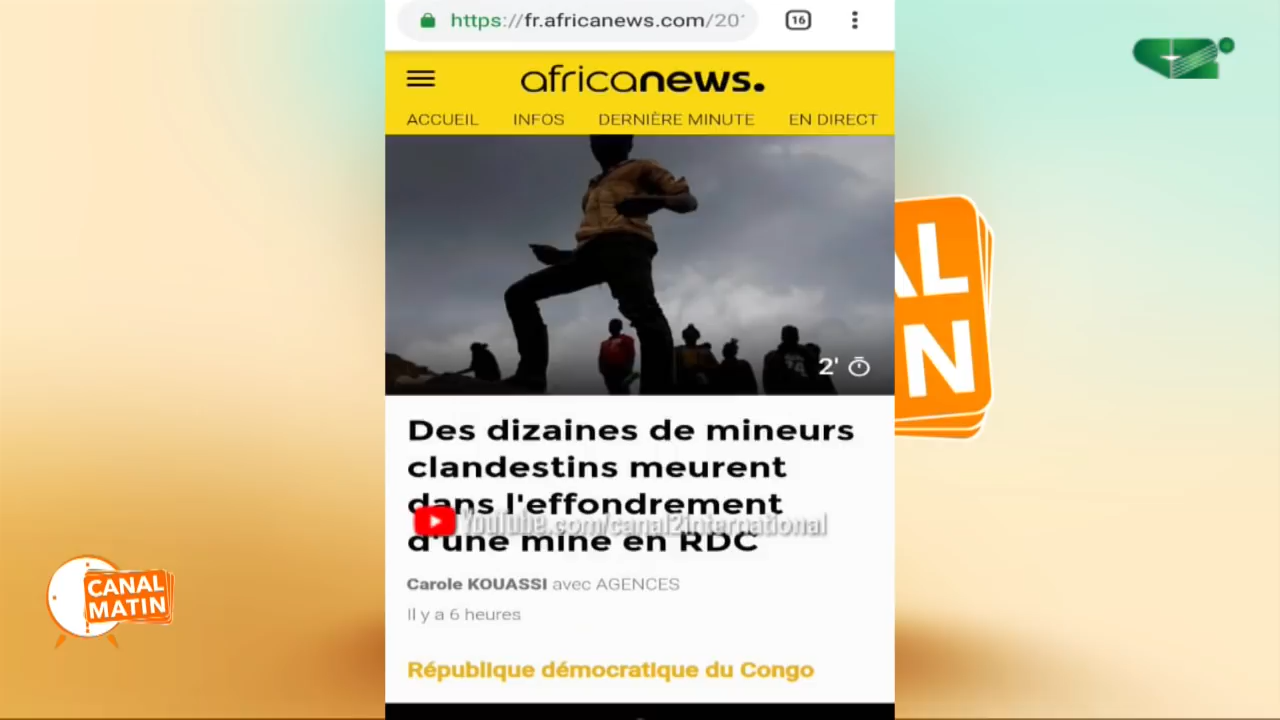 https://fr.africanews.com/20
16
africanews.
ACCUEIL INFOS DERNIÈRE MINUTE EN DIRECT
2'
Des dizaines de mineurs
clandestins meurent
dans l'effondrement
YouTube.com/canal2international
d'une mine en RDC
Carole KOUASSI avec AGENCES
Il y a 6 heures
République démocratique du Congo
AL
N
CANAL
MATIN